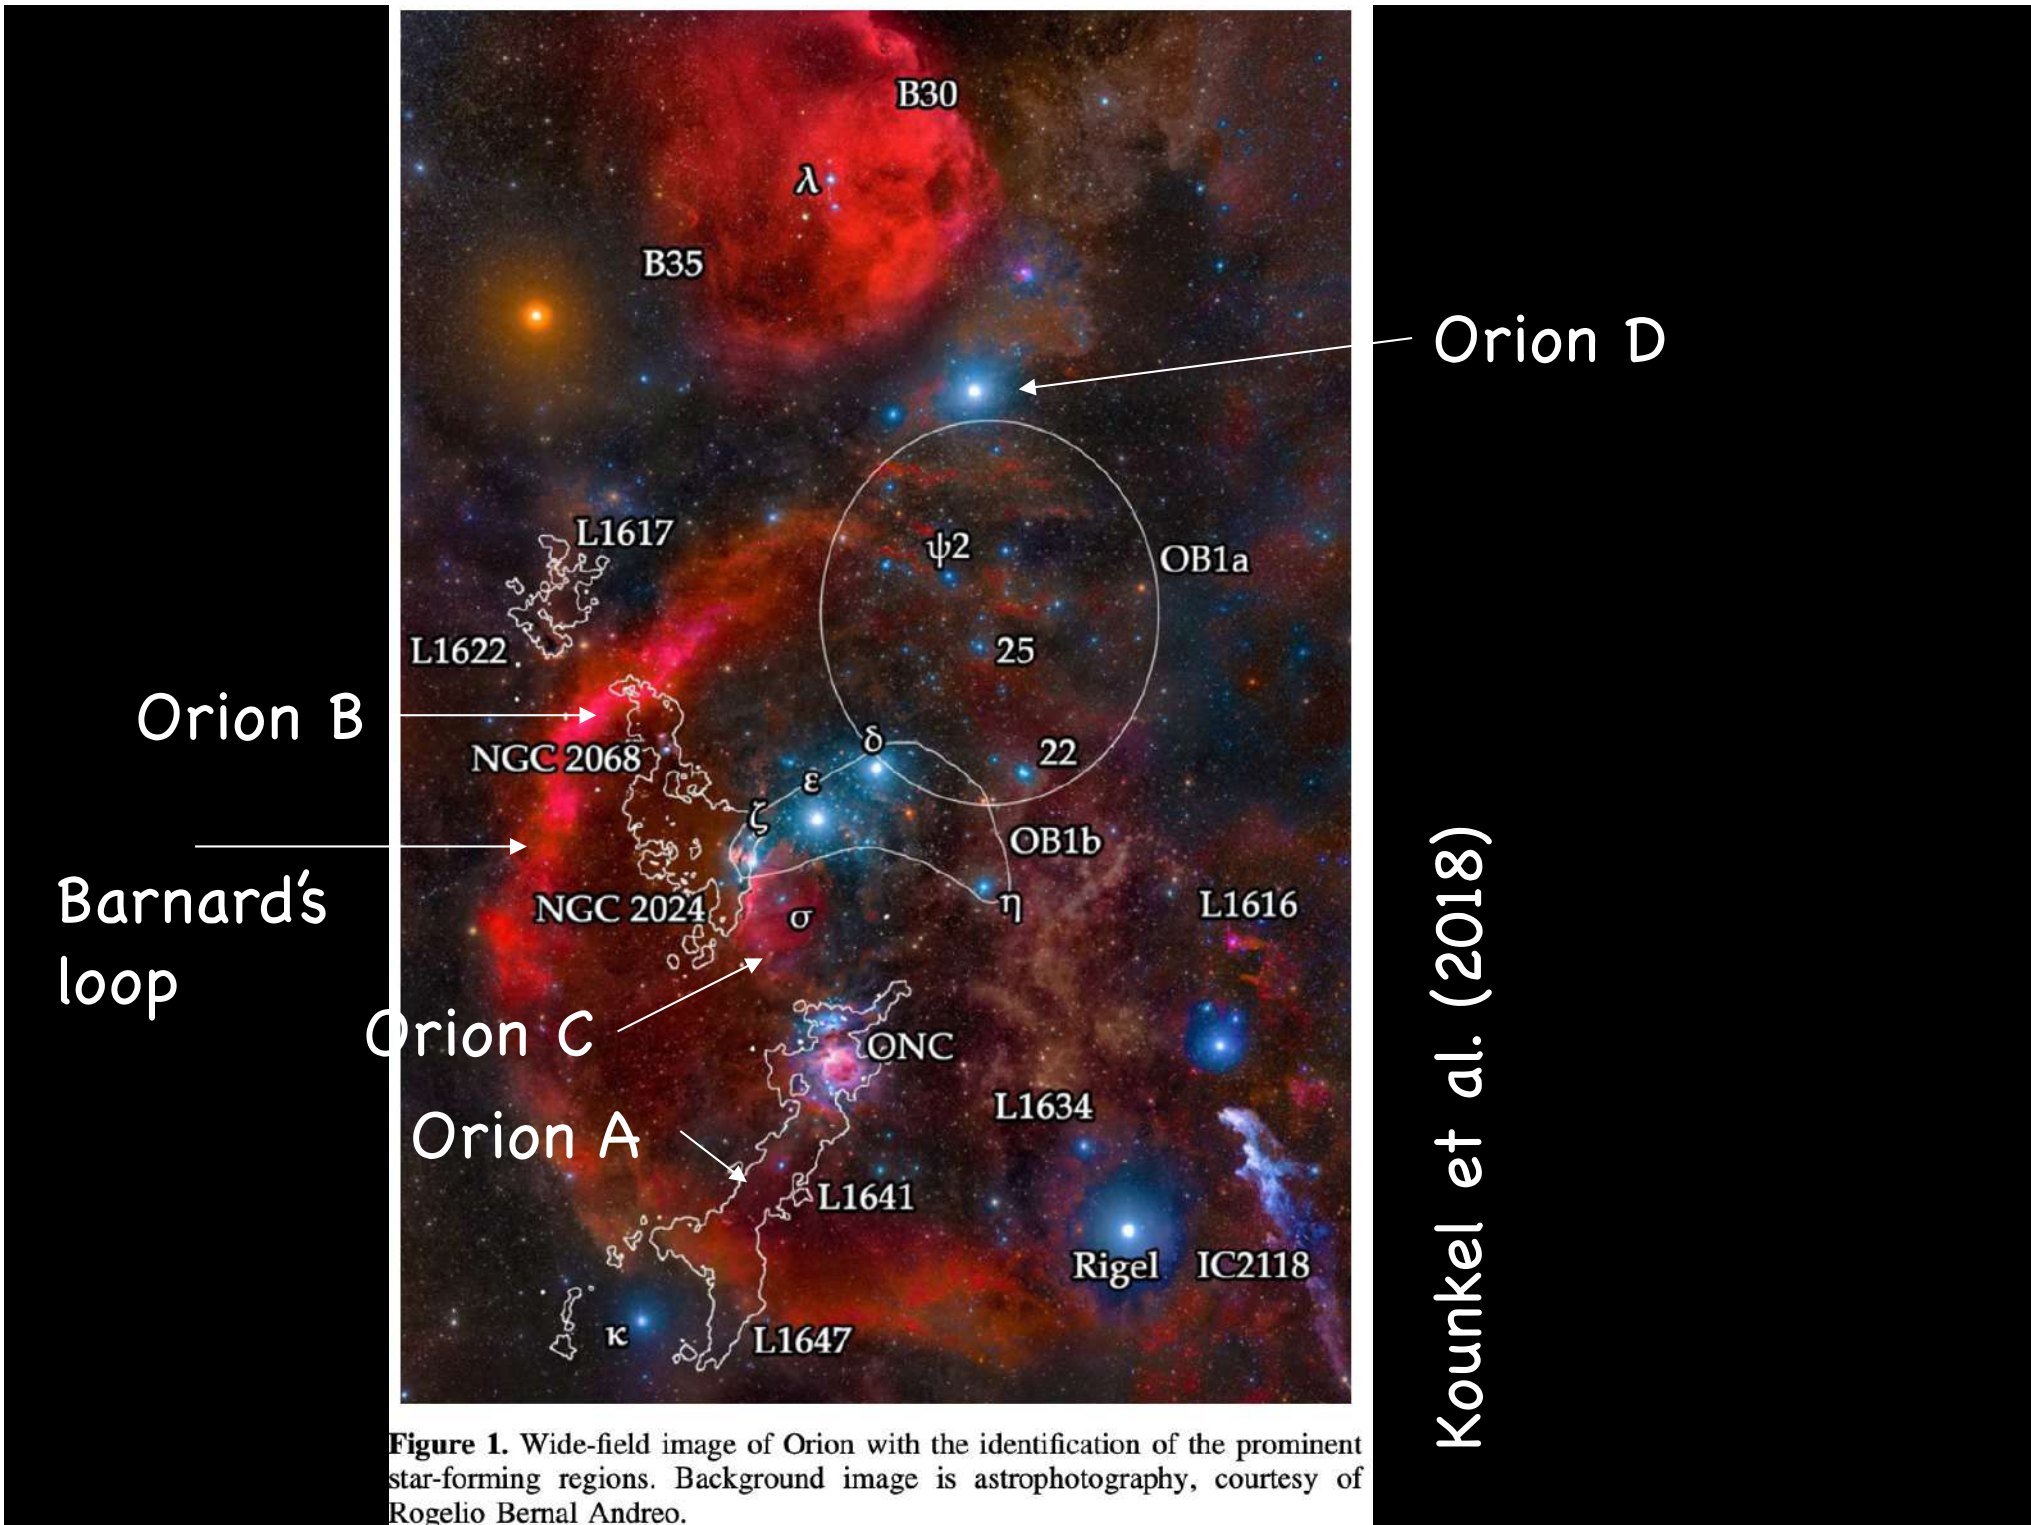 B30
λ
B35
Orion D
L1617
ψ2
OB1a
L1622
25
Orion B
NGC 2068
δ
22
ε
ζ
OB1b
Barnard's
loop
NGC 2024
σ
η
L1616
Orion C
ONC
Orion A
L1634
L1641
Rigel
IC2118
κ
L1647
Kounkel et al. (2018)
Figure 1. Wide-field image of Orion with the identification of the prominent
star-forming regions. Background image is astrophotography, courtesy of
Rogelio Bernal Andreo.